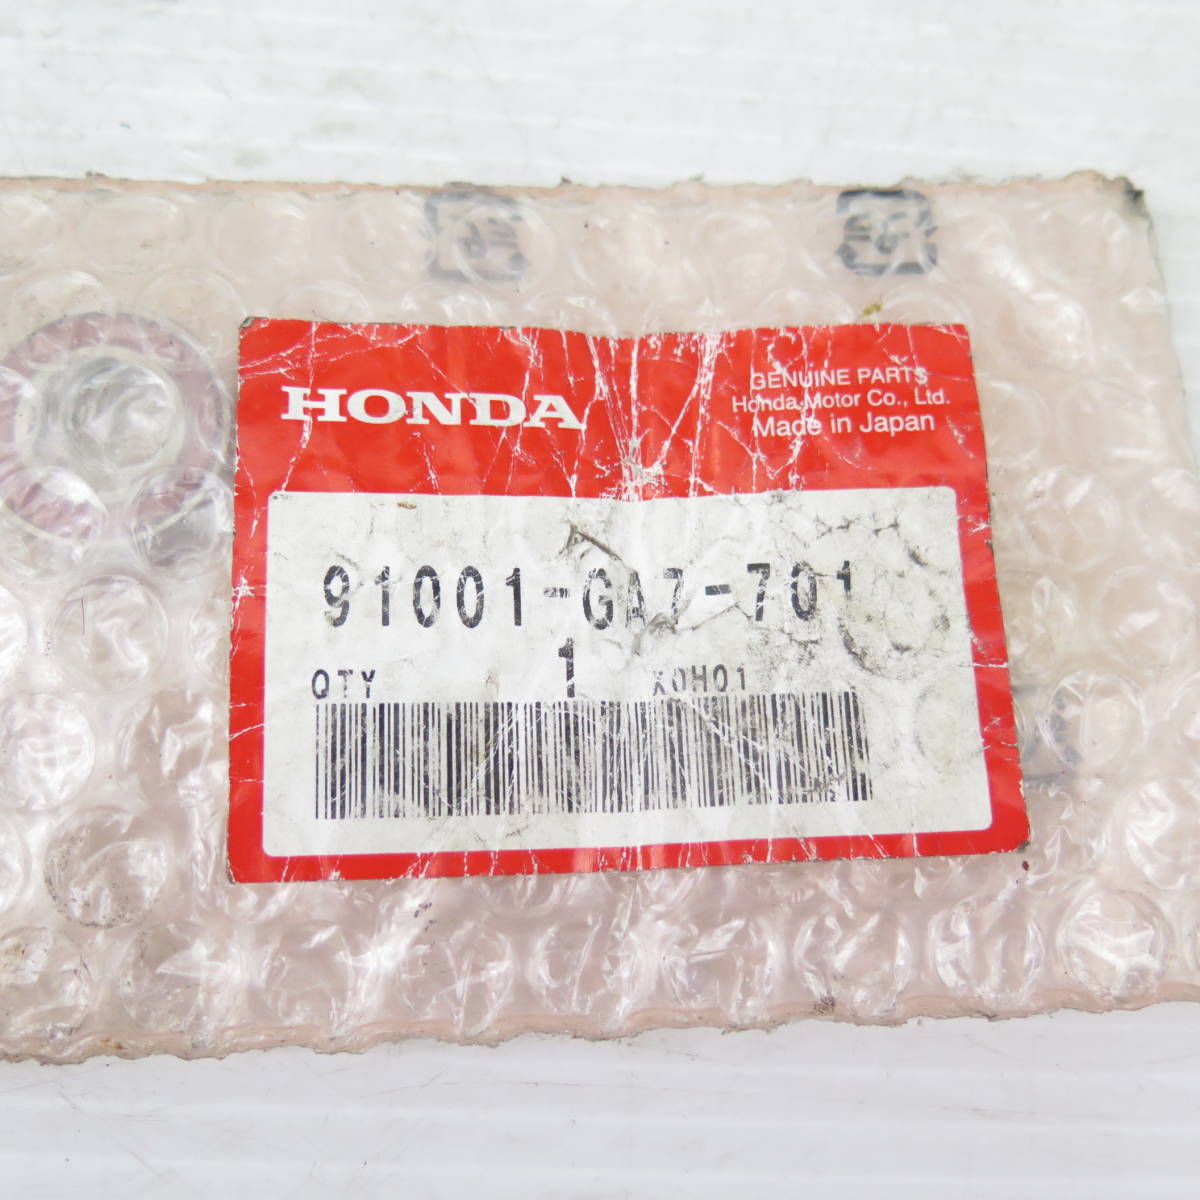 HONDA
GENUINE PARTS
Honda Motor Co., Ltd.
Made in Japan
91001-GA7-701
QTY 1 X0H01